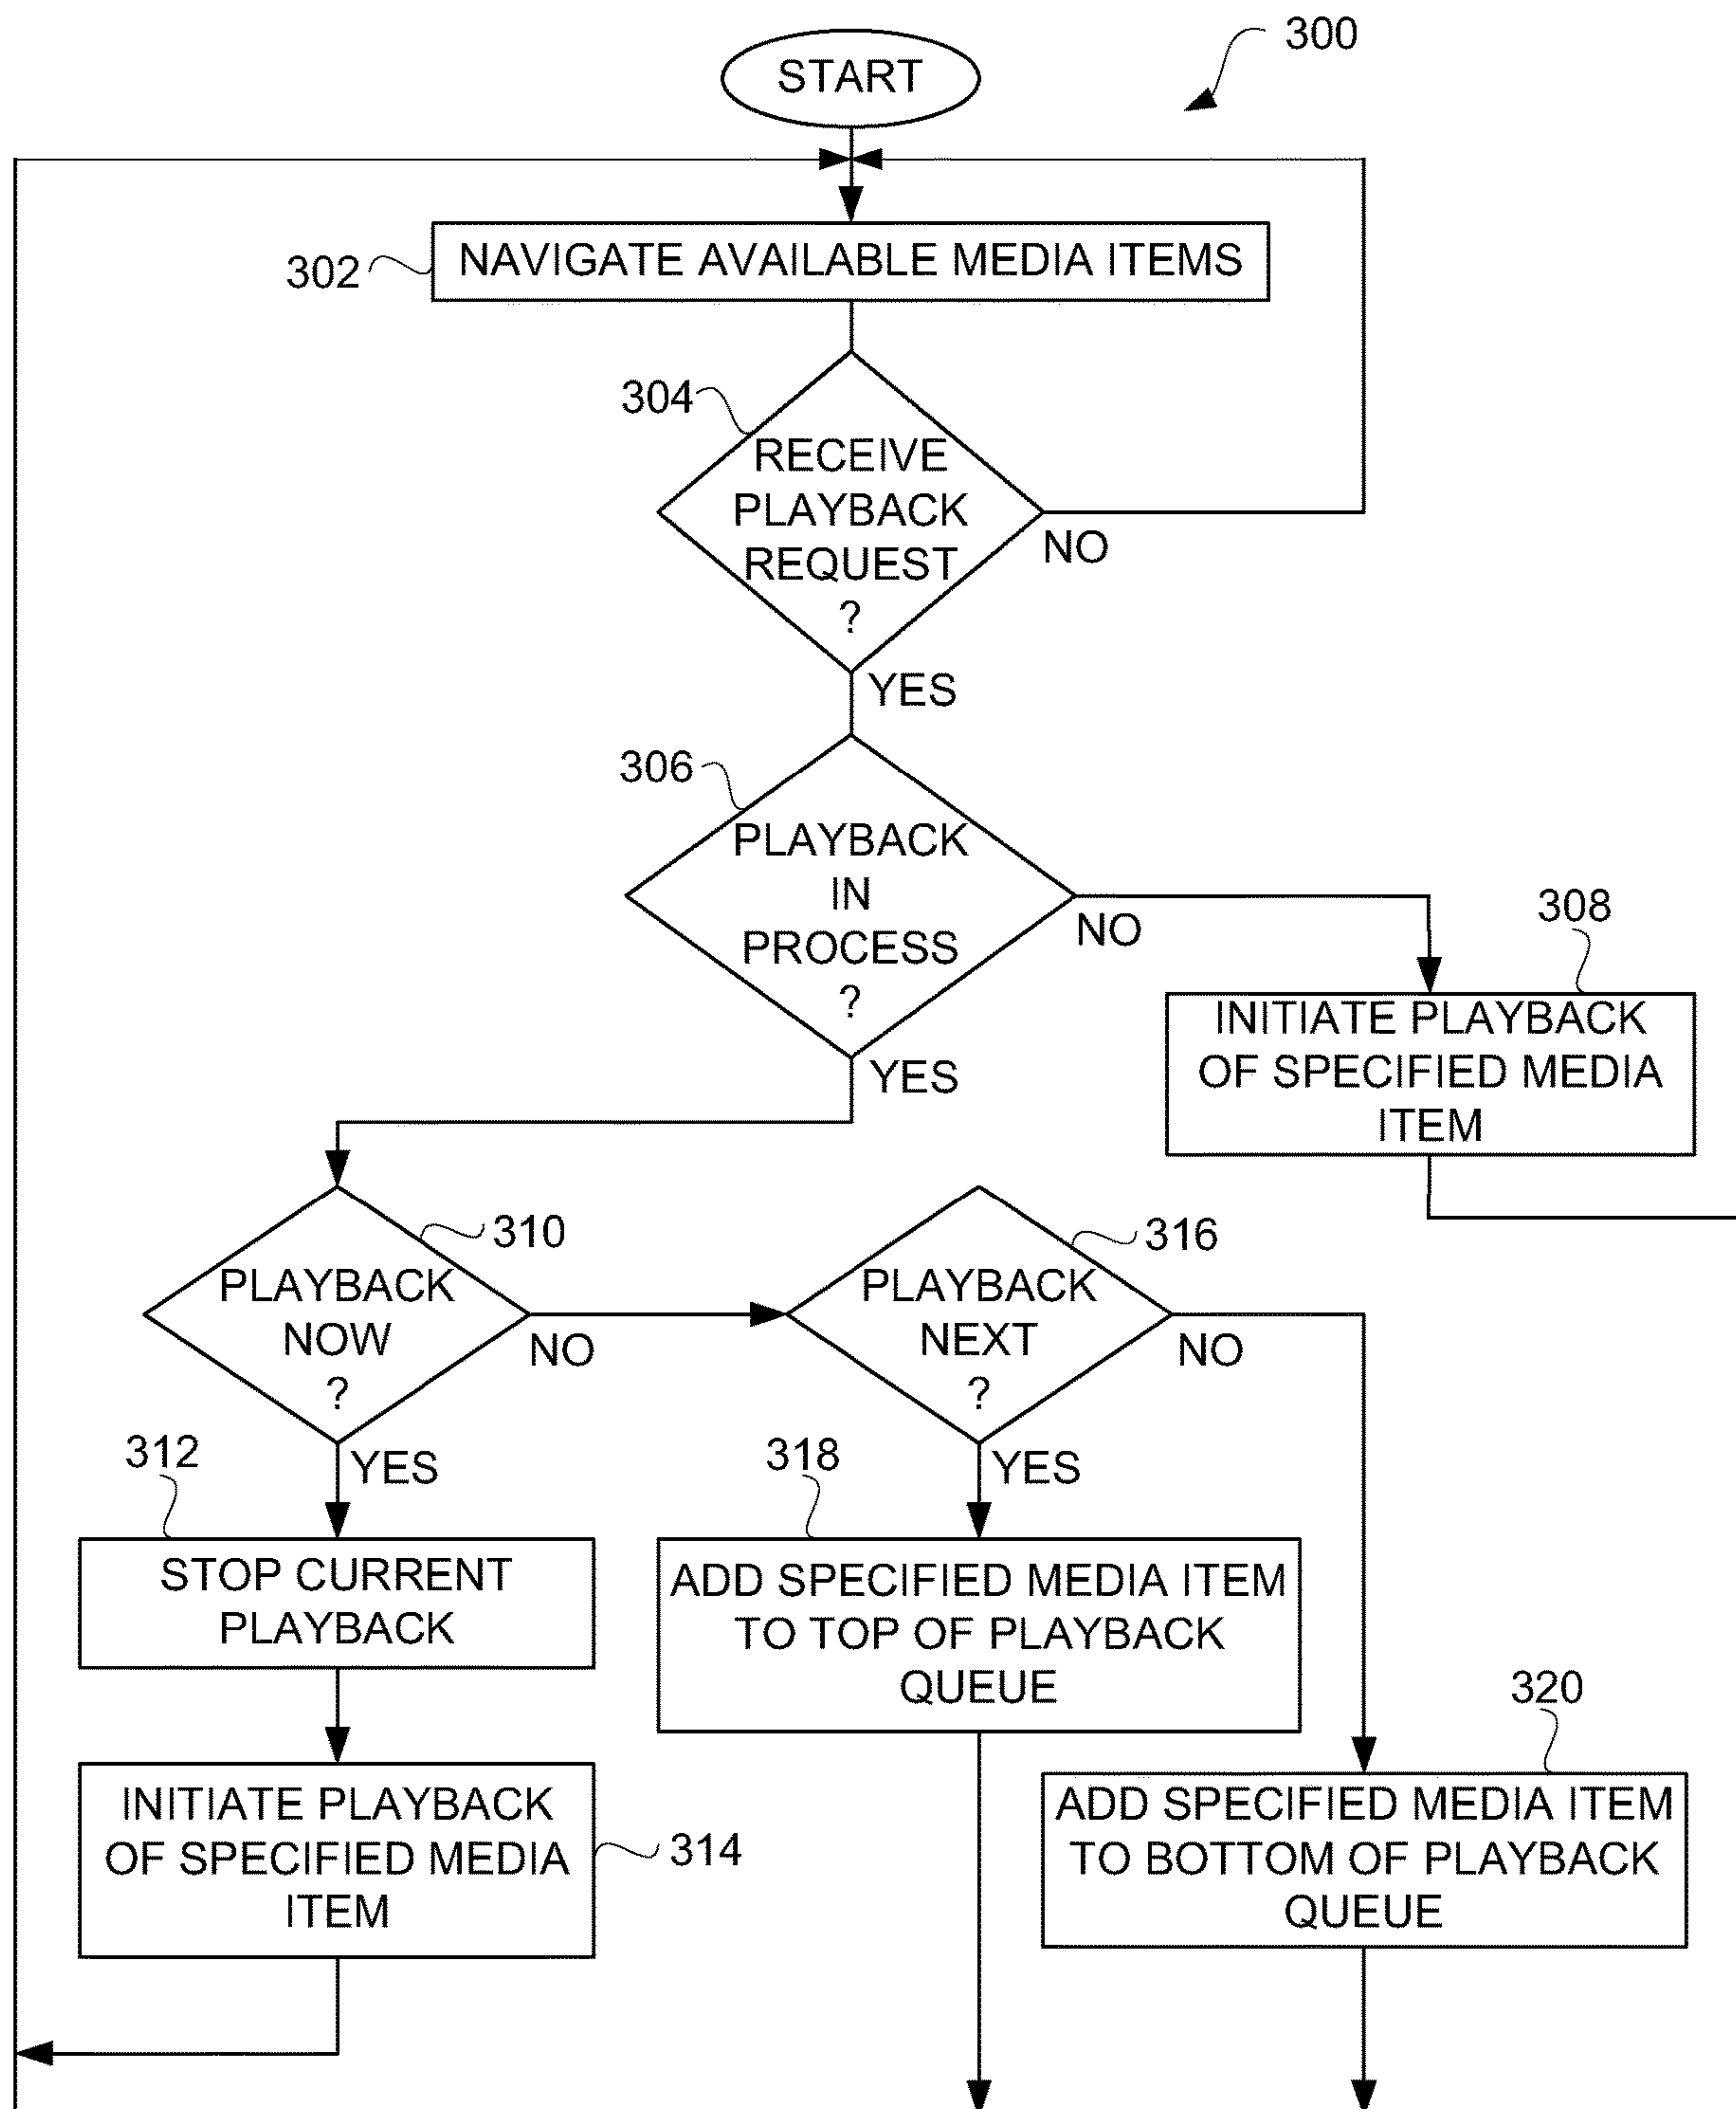 300
START
302
NAVIGATE AVAILABLE MEDIA ITEMS
304
RECEIVE
PLAYBACK
REQUEST
?
NO
YES
306
PLAYBACK
IN
PROCESS
?
NO
YES
308
INITIATE PLAYBACK
OF SPECIFIED MEDIA
ITEM
310
PLAYBACK
NOW
?
NO
YES
316
PLAYBACK
NEXT
?
NO
YES
312
STOP CURRENT
PLAYBACK
318
ADD SPECIFIED MEDIA ITEM
TO TOP OF PLAYBACK
QUEUE
314
INITIATE PLAYBACK
OF SPECIFIED MEDIA
ITEM
320
ADD SPECIFIED MEDIA ITEM
TO BOTTOM OF PLAYBACK
QUEUE